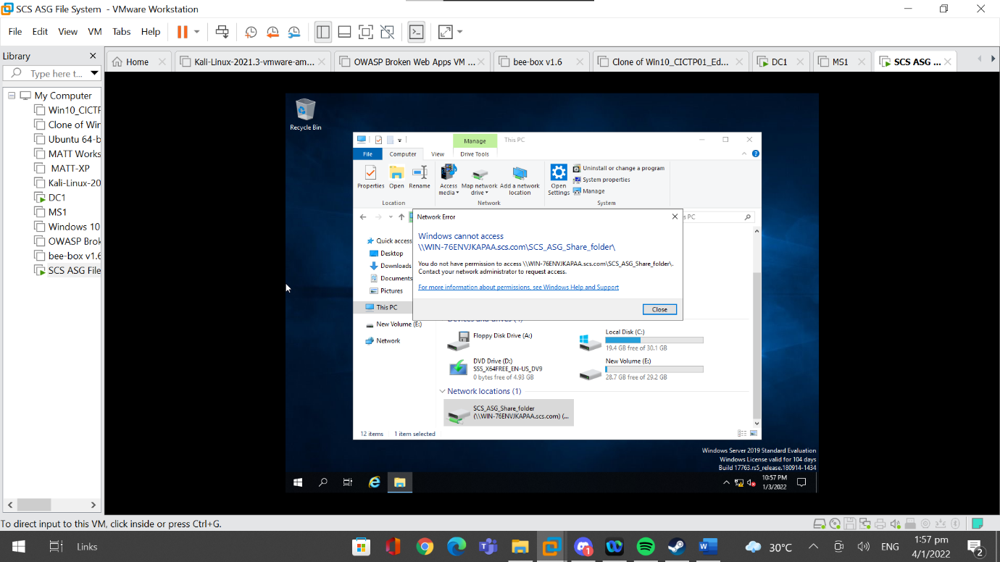 SCS ASG File System - VMware Workstation
File Edit View VM Tabs Help
Library
Type here t...
Home
Kali-Linux-2021.3-vmware-am...
OWASP Broken Web Apps VM ...
bee-box v1.6
Clone of Win10_CICTP01_Ed...
DC1
MS1
SCS ASG ...
My Computer
Win10_CICTP
Clone of Wir
Ubuntu 64-b
MATT Works
MATT-XP
Kali-Linux-20
DC1
MS1
Windows 10
OWASP Brok
bee-box v1.6
SCS ASG File
Recycle Bin
Manage
This PC
File
Computer
View
Drive Tools
Properties
Open
Rename
Access media
Map network drive
Add a network location
Open Settings
Uninstall or change a program
System properties
Manage
Location
Network
System
s PC
Quick access
Desktop
Downloads
Documents
Pictures
This PC
New Volume (E:)
Network
Network Error
Windows cannot access
\\WIN-76ENVJKAPAA.scs.com\SCS_ASG_Share_folder\
You do not have permission to access \\WIN-76ENVJKAPAA.scs.com\SCS_ASG_Share_folder\.
Contact your network administrator to request access.
For more information about permissions, see Windows Help and Support
Close
Devices and drives (4)
Floppy Disk Drive (A:)
Local Disk (C:)
19.4 GB free of 30.1 GB
DVD Drive (D:)
SSS_X64FREE_EN-US_DV9
0 bytes free of 4.93 GB
New Volume (E:)
28.7 GB free of 29.2 GB
Network locations (1)
SCS_ASG_Share_folder
(\\WIN-76ENVJKAPAA.scs.com) (...
12 items
1 item selected
Windows Server 2019 Standard Evaluation
Windows License valid for 104 days
Build 17763.rs5_release.180914-1434
10:57 PM
1/3/2022
To direct input to this VM, click inside or press Ctrl+G.
Links
1
30°C
ENG
1:57 pm
4/1/2022
2